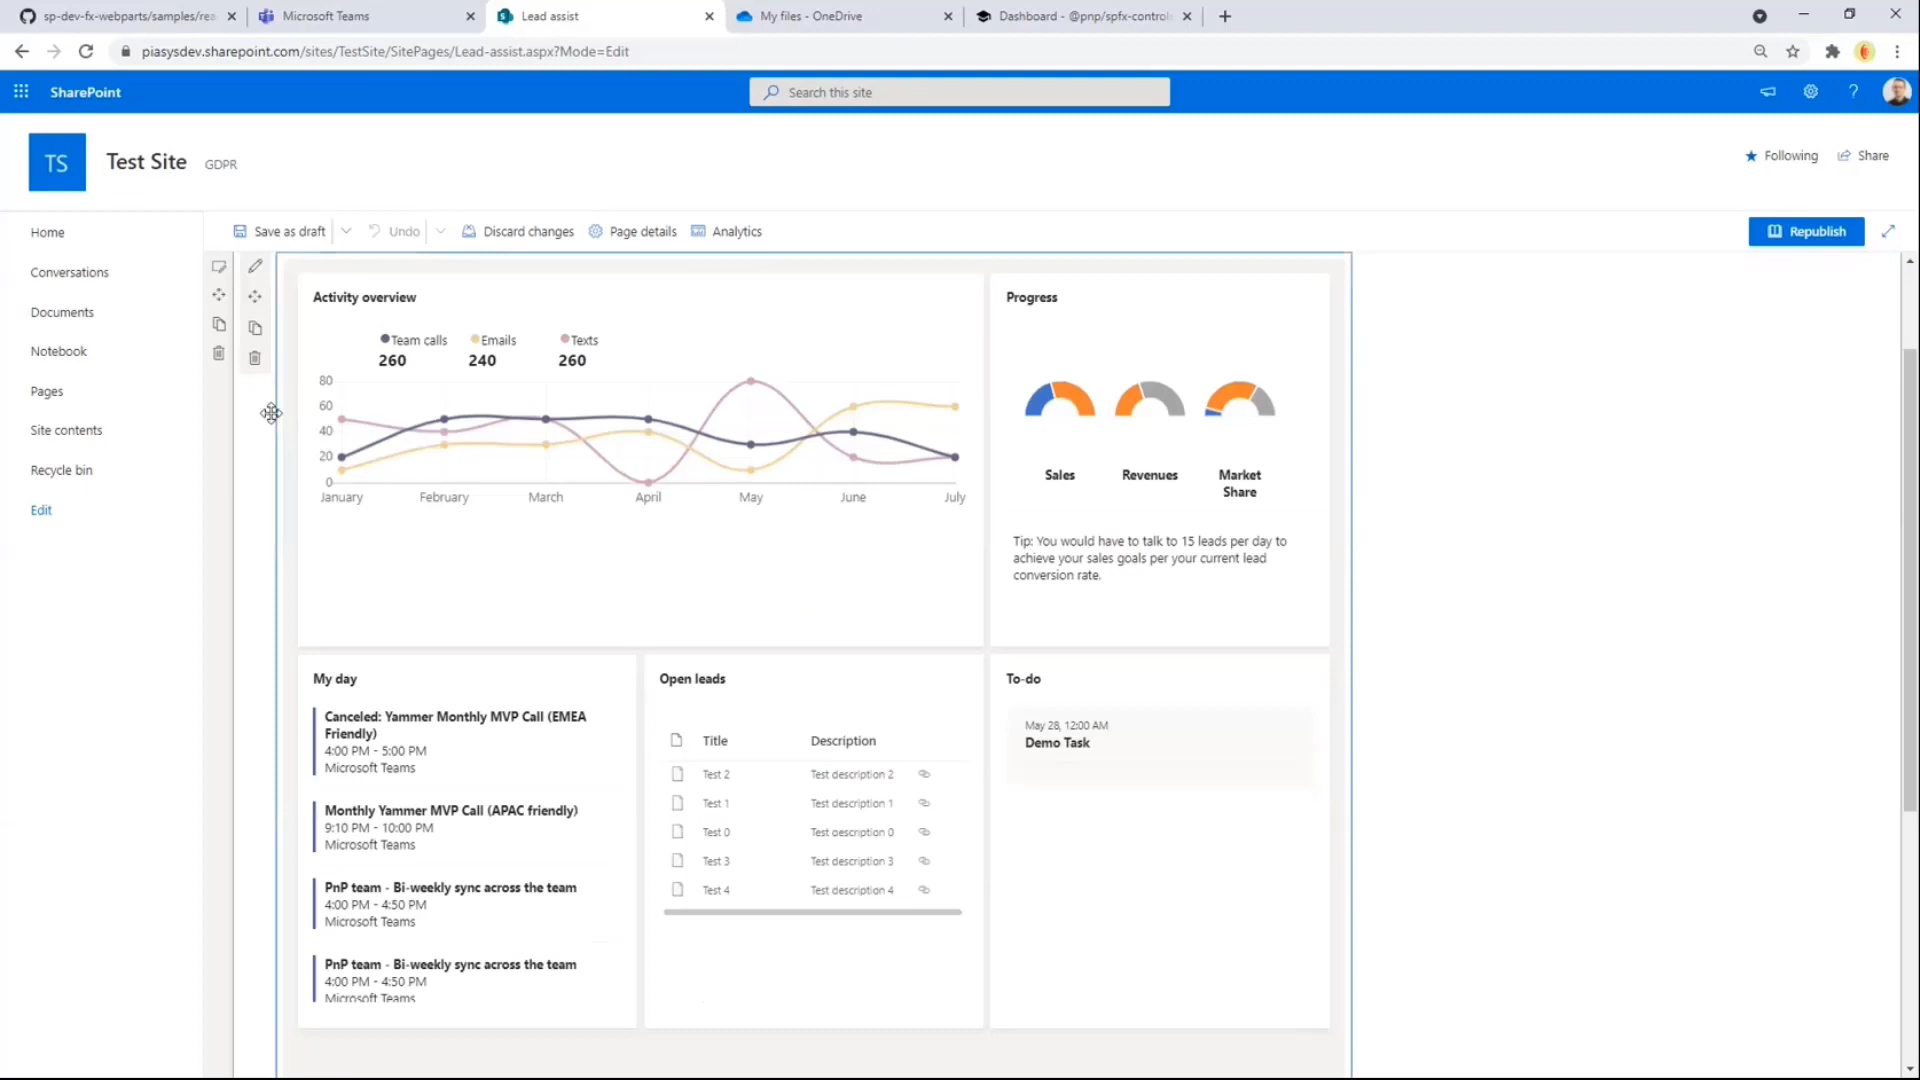 sp-dev-fx-webparts/samples/rea
Microsoft Teams
Lead assist
My files - OneDrive
Dashboard - @pnp/spfx-control
piasysdev.sharepoint.com/sites/TestSite/SitePages/Lead-assist.aspx?Mode=Edit
SharePoint
Search this site
TS
Test Site
GDPR
Following
Share
Home
Conversations
Documents
Notebook
Pages
Site contents
Recycle bin
Edit
Save as draft
Undo
Discard changes
Page details
Analytics
Republish
Activity overview
Team calls
260
Emails
240
Texts
260
80
60
40
20
0
January
February
March
April
May
June
July
Progress
Sales
Revenues
Market
Share
Tip: You would have to talk to 15 leads per day to
achieve your sales goals per your current lead
conversion rate.
My day
Canceled: Yammer Monthly MVP Call (EMEA
Friendly)
4:00 PM - 5:00 PM
Microsoft Teams
Monthly Yammer MVP Call (APAC friendly)
9:10 PM - 10:00 PM
Microsoft Teams
PnP team - Bi-weekly sync across the team
4:00 PM - 4:50 PM
Microsoft Teams
PnP team - Bi-weekly sync across the team
4:00 PM - 4:50 PM
Microsoft Teams
Open leads
Title
Description
Test 2
Test description 2
Test 1
Test description 1
Test 0
Test description 0
Test 3
Test description 3
Test 4
Test description 4
To-do
May 28, 12:00 AM
Demo Task